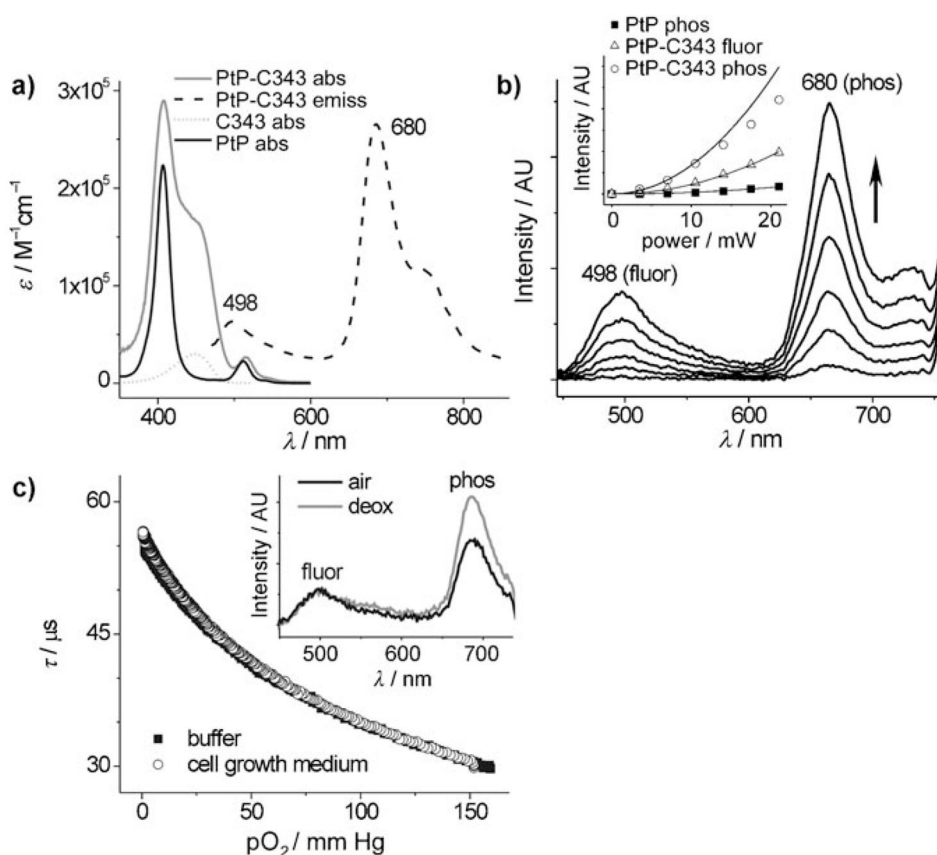 a)
PtP-C343 abs
PtP-C343 emiss
C343 abs
PtP abs
3x10⁵
2x10⁵
1x10⁵
0
ε / M⁻¹cm⁻¹
498
680
400 600 800
λ / nm
b)
PtP phos
PtP-C343 fluor
PtP-C343 phos
Intensity / AU
0 10 20
power / mW
680 (phos)
498 (fluor)
Intensity / AU
500 600 700
λ / nm
c)
60
45
30
τ / μs
air
deox
phos
fluor
Intensity / AU
500 600 700
λ / nm
buffer
cell growth medium
0 50 100 150
pO₂ / mm Hg